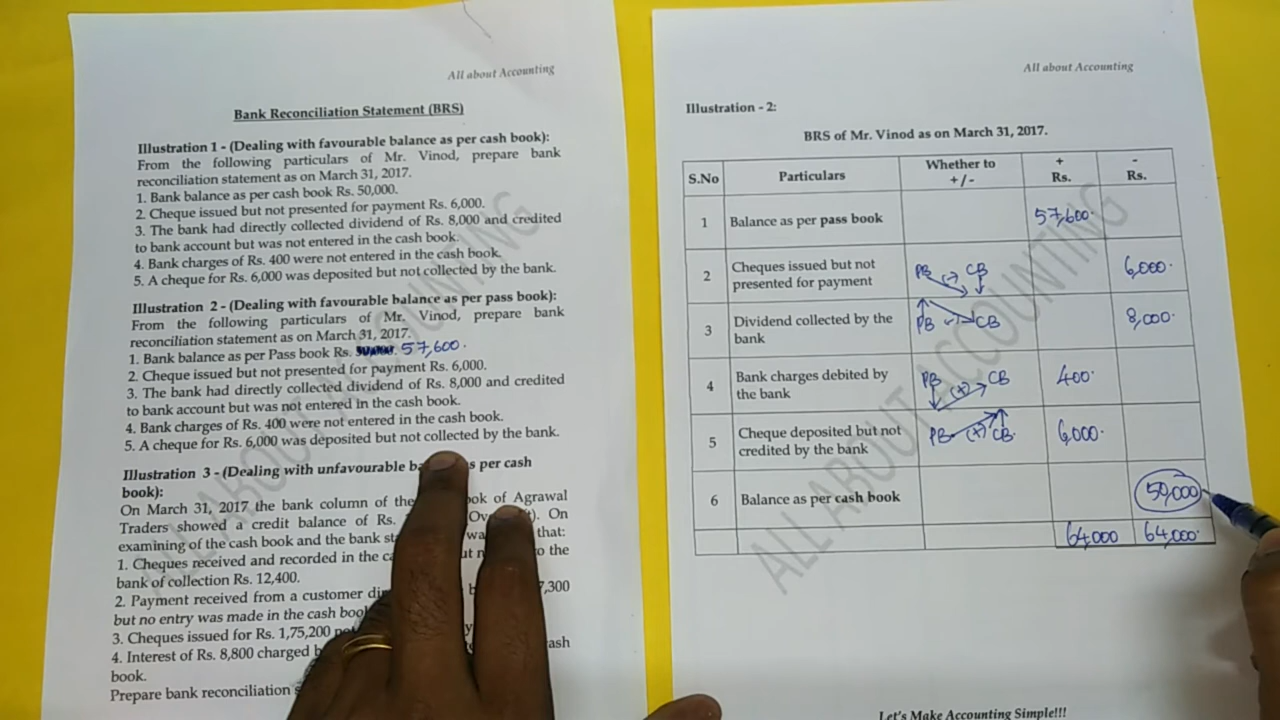 All about Accounting
Bank Reconciliation Statement (BRS)
Illustration 1 - (Dealing with favourable balance as per cash book):
From the following particulars of Mr. Vinod, prepare bank
reconciliation statement as on March 31, 2017.
1. Bank balance as per cash book Rs. 50,000.
2. Cheque issued but not presented for payment Rs. 6,000.
3. The bank had directly collected dividend of Rs. 8,000 and credited
to bank account but was not entered in the cash book.
4. Bank charges of Rs. 400 were not entered in the cash book.
5. A cheque for Rs. 6,000 was deposited but not collected by the bank.
Illustration 2 - (Dealing with favourable balance as per pass book):
From the following particulars of Mr. Vinod, prepare bank
reconciliation statement as on March 31, 2017.
1. Bank balance as per Pass book Rs. 57,600.
2. Cheque issued but not presented for payment Rs. 6,000.
3. The bank had directly collected dividend of Rs. 8,000 and credited
to bank account but was not entered in the cash book.
4. Bank charges of Rs. 400 were not entered in the cash book.
5. A cheque for Rs. 6,000 was deposited but not collected by the bank.
Illustration 3 - (Dealing with unfavourable as per cash
book):
On March 31, 2017 the bank column of the of Agrawal
Traders showed a credit balance of Rs. On
examining of the cash book and the bank that:
1. Cheques received and recorded in the the
bank of collection Rs. 12,400.
2. Payment received from a customer 7,300
but no entry was made in the cash
3. Cheques issued for Rs. 1,75,200
4. Interest of Rs. 8,800 charged
book.
Prepare bank reconciliation
ALL ABOUT ACCOUNTING
All about Accounting
Illustration - 2:
BRS of Mr. Vinod as on March 31, 2017.
S.No Particulars Whether to +/- + Rs. - Rs.
1 Balance as per pass book 57,600.
2 Cheques issued but not presented for payment PB (-) CB 6,000.
3 Dividend collected by the bank PB (-) CB 8,000.
4 Bank charges debited by the bank PB (+) CB 400.
5 Cheque deposited but not credited by the bank PB (+) CB. 6,000.
6 Balance as per cash book 50,000
64,000 64,000.
ALL ABOUT ACCOUNTING
Let's Make Accounting Simple!!!